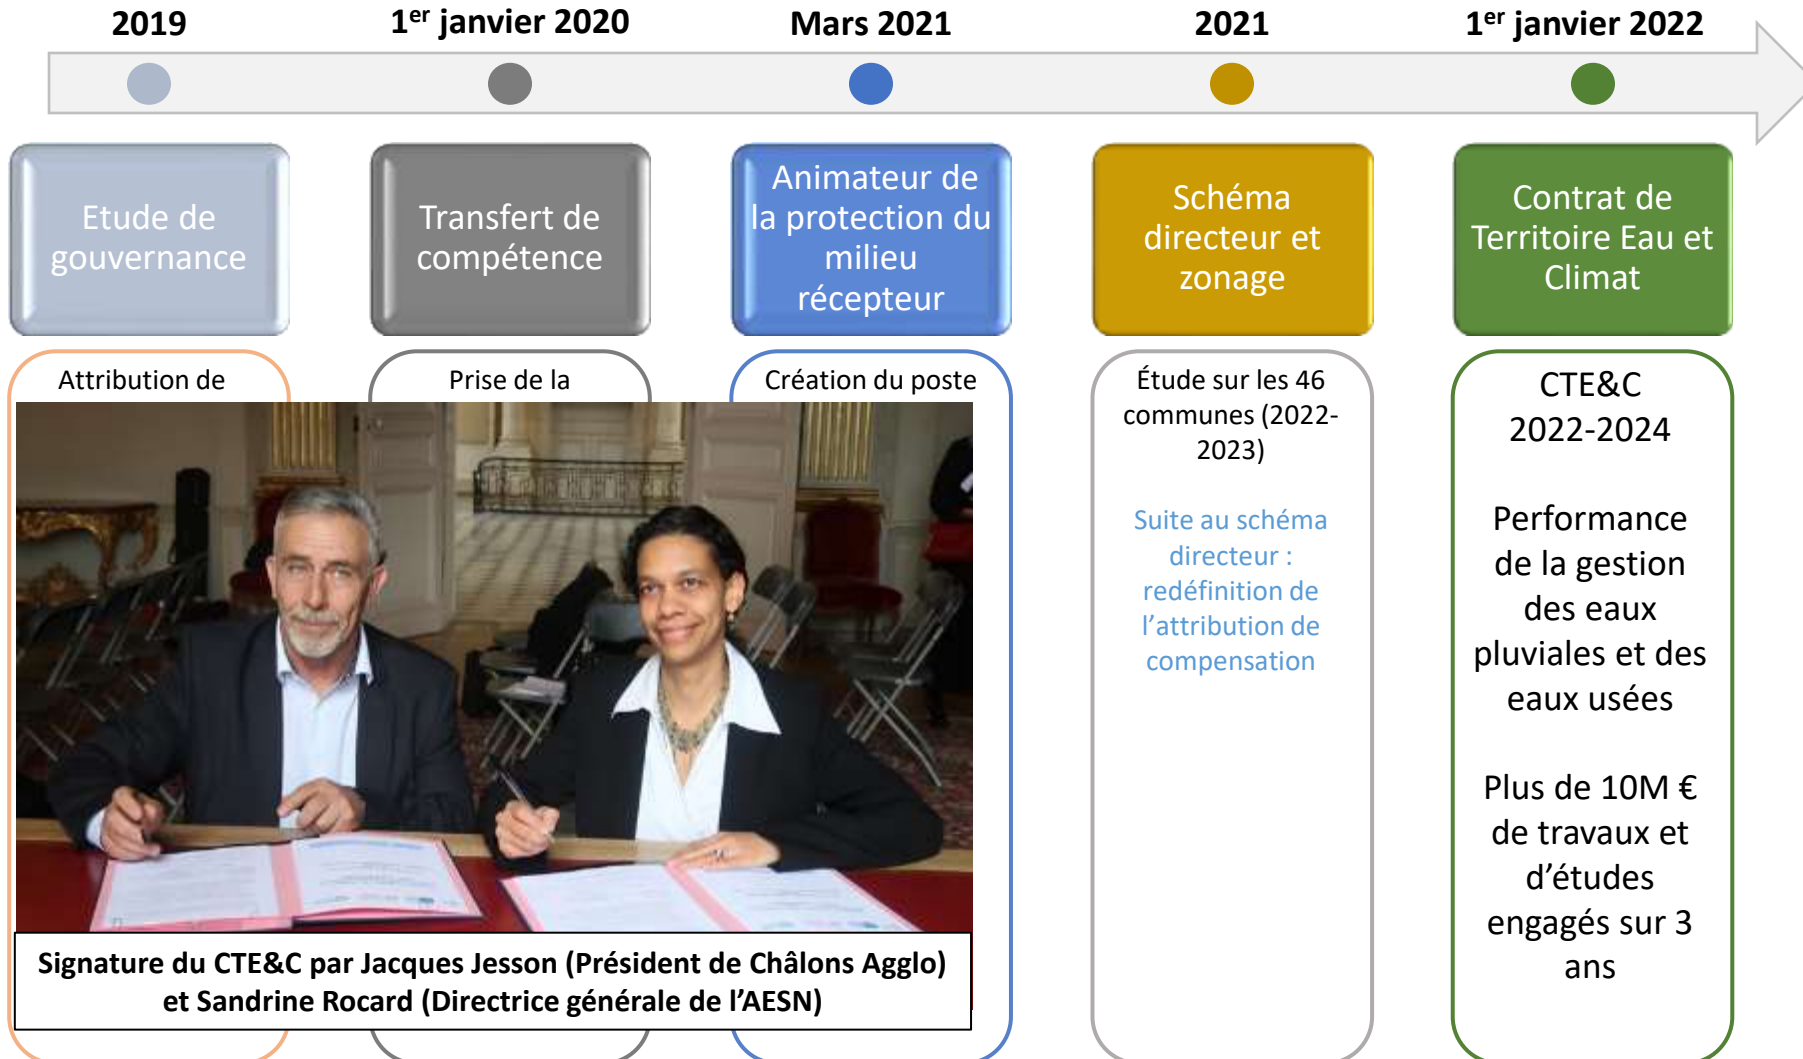 2019
1er janvier 2020
Mars 2021
2021
1er janvier 2022
Etude de
gouvernance
Transfert de
compétence
Animateur de
la protection du
milieu
récepteur
Schéma
directeur et
zonage
Contrat de
Territoire Eau et
Climat
Attribution de
Prise de la
Création du poste
Étude sur les 46
communes (2022-
2023)
Suite au schéma
directeur :
redéfinition de
l’attribution de
compensation
CTE&C
2022-2024
Performance
de la gestion
des eaux
pluviales et des
eaux usées
Plus de 10M €
de travaux et
d’études
engagés sur 3
ans
Signature du CTE&C par Jacques Jesson (Président de Châlons Agglo)
et Sandrine Rocard (Directrice générale de l’AESN)